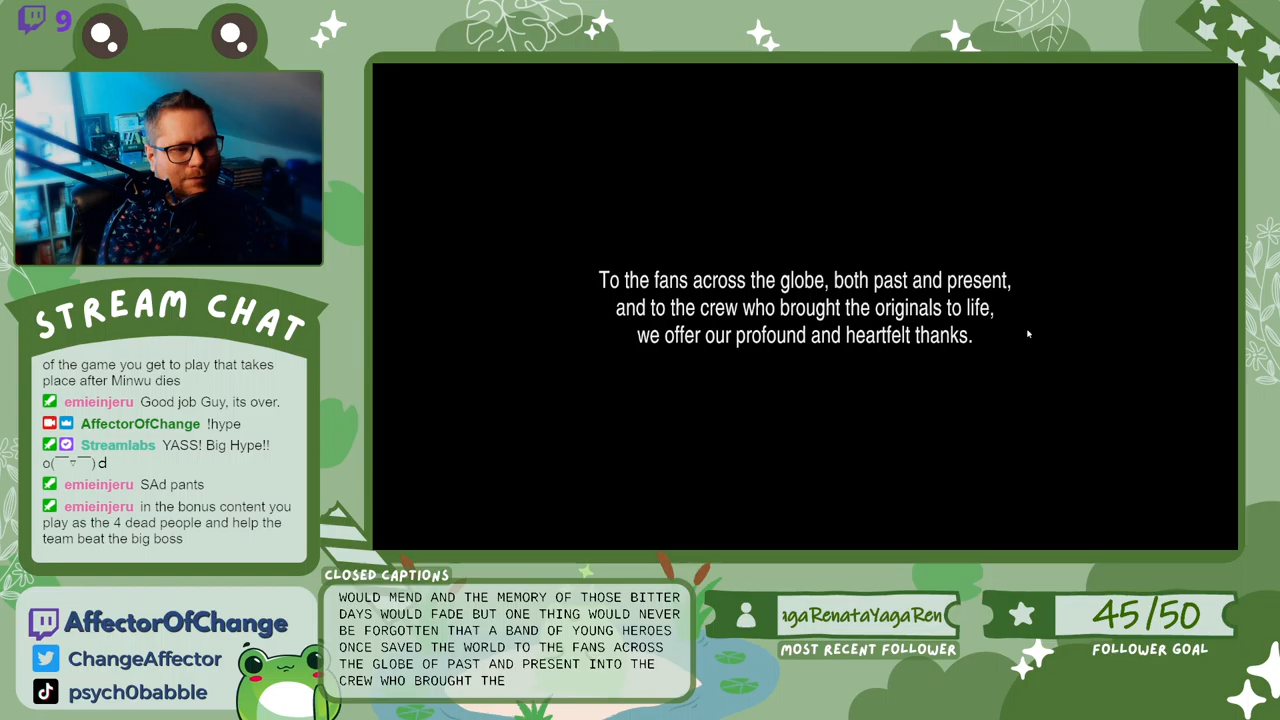 9
To the fans across the globe, both past and present,
and to the crew who brought the originals to life,
we offer our profound and heartfelt thanks.
STREAM CHAT
of the game you get to play that takes
place after Minwu dies
emieinjeru Good job Guy, its over.
AffectorOfChange !hype
Streamlabs YASS! Big Hype!!
o(￣▽￣)d
emieinjeru SAd pants
emieinjeru in the bonus content you
play as the 4 dead people and help the
team beat the big boss
AffectorOfChange
ChangeAffector
psych0babble
CLOSED CAPTIONS
WOULD MEND AND THE MEMORY OF THOSE BITTER
DAYS WOULD FADE BUT ONE THING WOULD NEVER
BE FORGOTTEN THAT A BAND OF YOUNG HEROES
ONCE SAVED THE WORLD TO THE FANS ACROSS
THE GLOBE OF PAST AND PRESENT INTO THE
CREW WHO BROUGHT THE
agaRenataYagaRen
MOST RECENT FOLLOWER
45/50
FOLLOWER GOAL